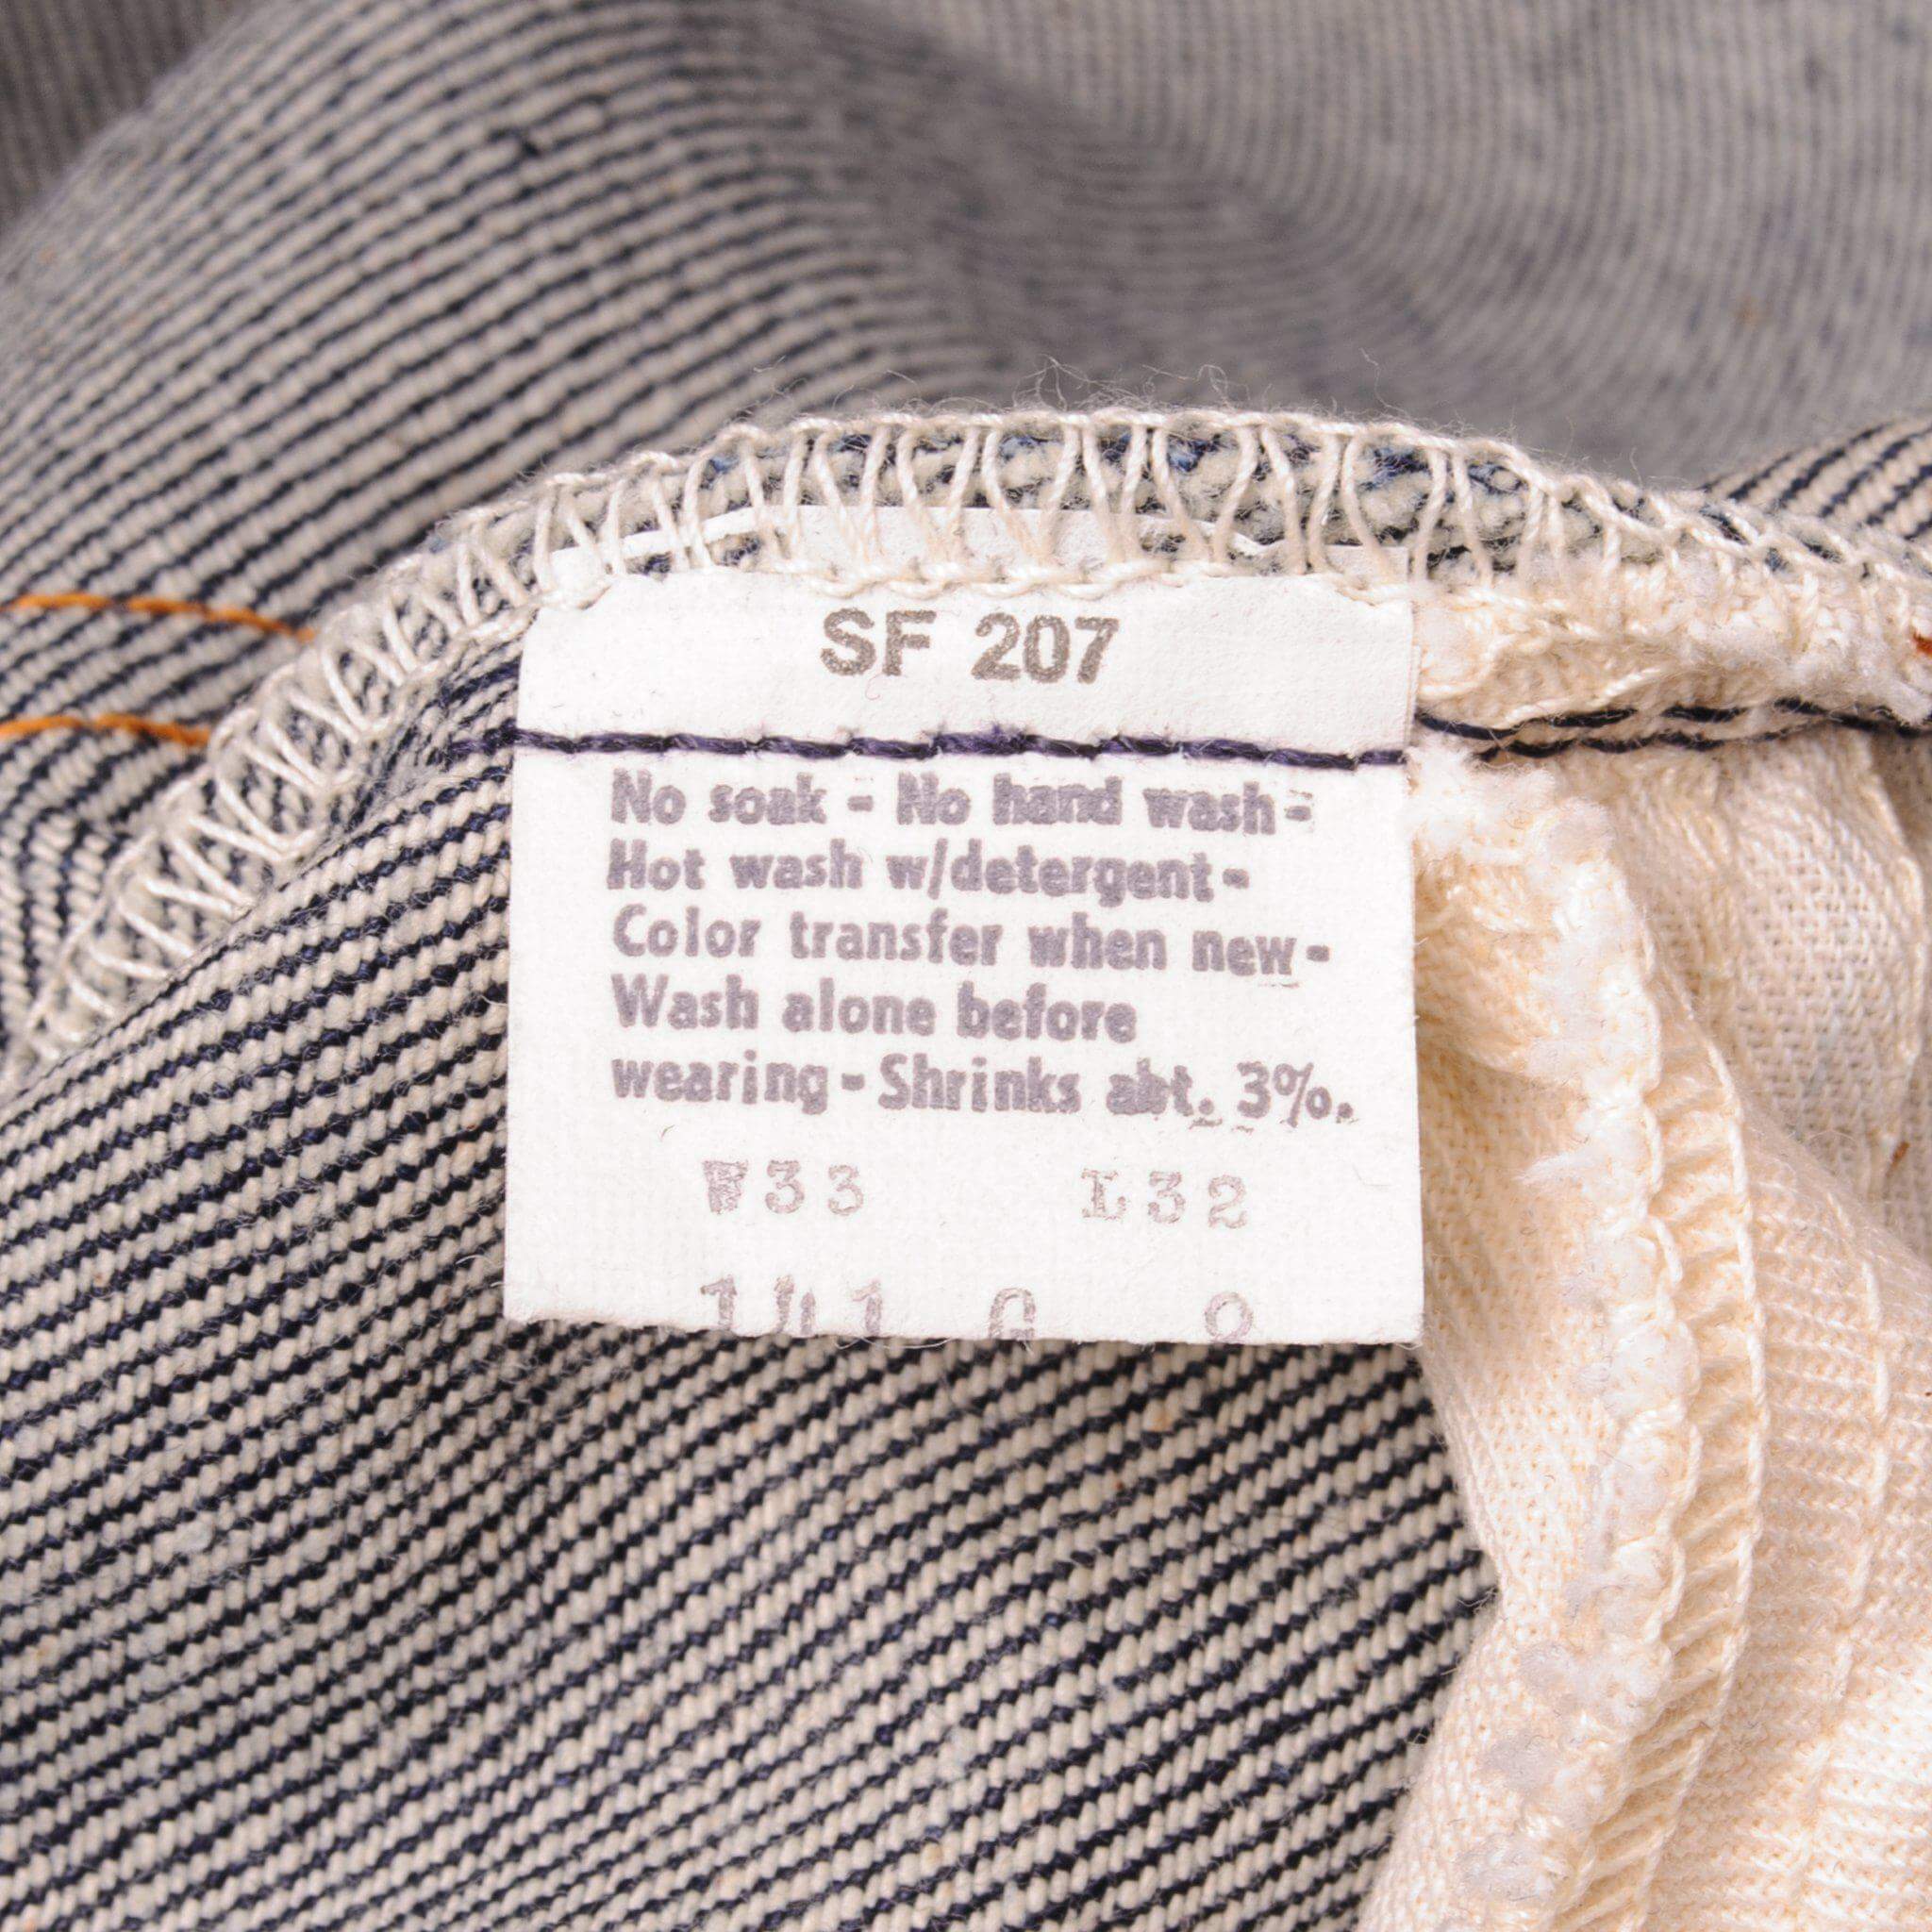 SF 207
No soak - No hand wash -
Hot wash w/detergent -
Color transfer when new -
Wash alone before
wearing - Shrinks abt. 3%.
W33 L32